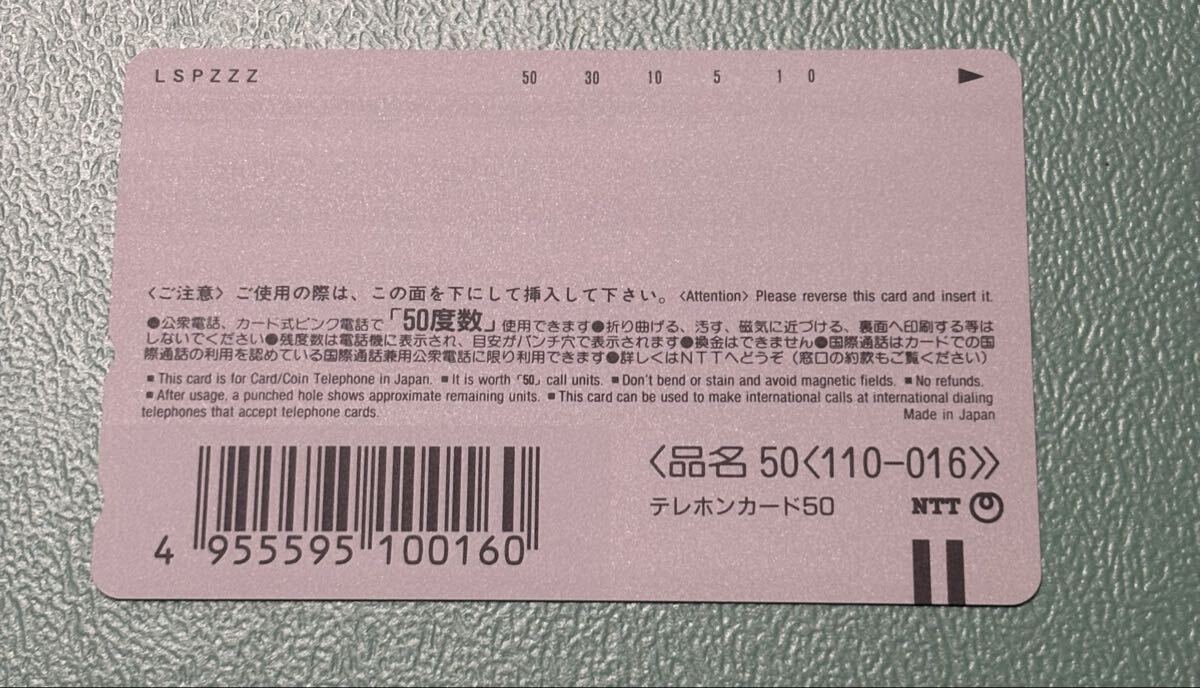 LSPZZZ 50 30 10 5 1 0
〈ご注意〉ご使用の際は、この面を下にして挿入して下さい。〈Attention〉Please reverse this card and insert it.
●公衆電話、カード式ピンク電話で「50度数」使用できます●折り曲げる、汚す、磁気に近づける、裏面へ印刷する等は
しないでください●残度数は電話機に表示され、目安がパンチ穴で表示されます●換金はできません●国際通話はカードでの国
際通話の利用を認めている国際通話兼用公衆電話に限り利用できます●詳しくはNTTへどうぞ（窓口の約款もご覧ください）
■ This card is for Card/Coin Telephone in Japan. ■ It is worth「50」call units. ■ Don't bend or stain and avoid magnetic fields. ■ No refunds.
■ After usage, a punched hole shows approximate remaining units. ■ This card can be used to make international calls at international dialing
telephones that accept telephone cards.
Made in Japan
〈品名 50〈110-016〉〉
テレホンカード50 NTT
4 955595 100160